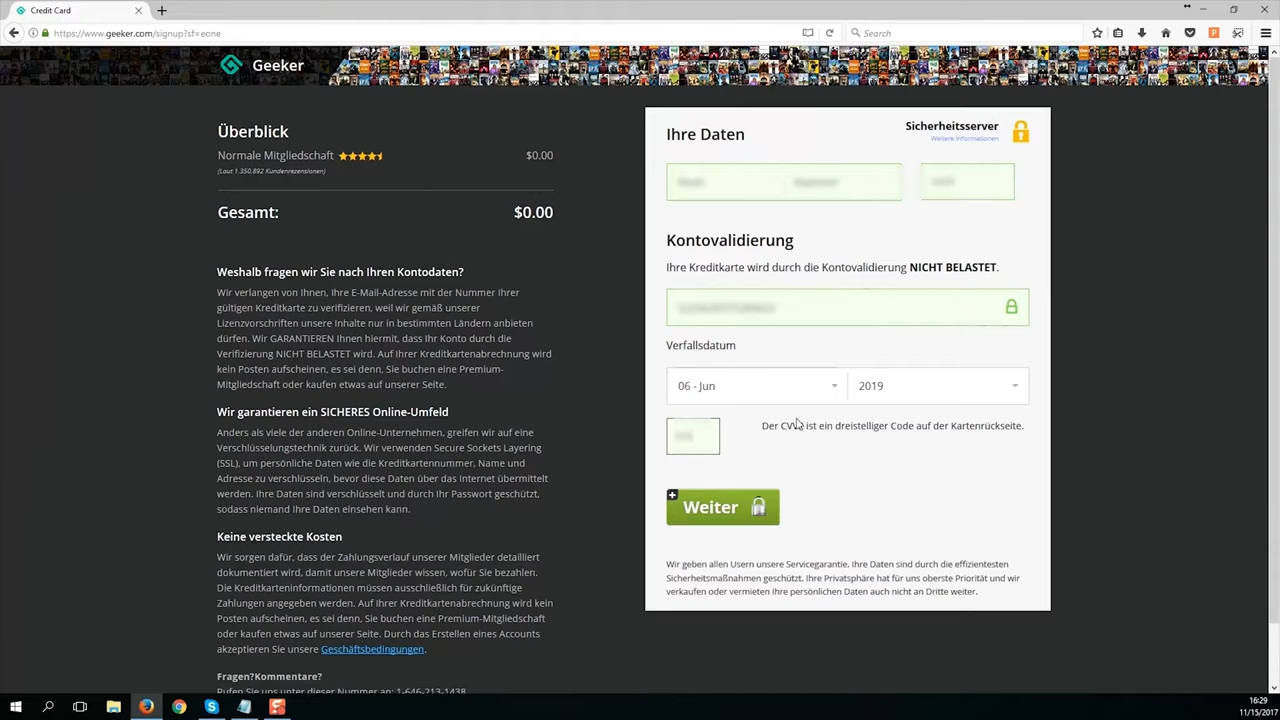 Credit Card
https://www.geeker.com/signup?sf=eone
Search
Geeker
Überblick
Normale Mitgliedschaft $0.00
(Laut 1.350,892 Kundenrezensionen)
Gesamt: $0.00
Weshalb fragen wir Sie nach Ihren Kontodaten?
Wir verlangen von Ihnen, Ihre E-Mail-Adresse mit der Nummer Ihrer
gültigen Kreditkarte zu verifizieren, weil wir gemäß unserer
Lizenzvorschriften unsere Inhalte nur in bestimmten Ländern anbieten
dürfen. Wir GARANTIEREN Ihnen hiermit, dass Ihr Konto durch die
Verifizierung NICHT BELASTET wird. Auf Ihrer Kreditkartenabrechnung wird
kein Posten aufscheinen, es sei denn, Sie buchen eine Premium-
Mitgliedschaft oder kaufen etwas auf unserer Seite.
Wir garantieren ein SICHERES Online-Umfeld
Anders als viele der anderen Online-Unternehmen, greifen wir auf eine
Verschlüsselungstechnik zurück. Wir verwenden Secure Sockets Layering
(SSL), um persönliche Daten wie die Kreditkartennummer, Name und
Adresse zu verschlüsseln, bevor diese Daten über das Internet übermittelt
werden. Ihre Daten sind verschlüsselt und durch Ihr Passwort geschützt,
sodass niemand Ihre Daten einsehen kann.
Keine versteckte Kosten
Wir sorgen dafür, dass der Zahlungsverlauf unserer Mitglieder detailliert
dokumentiert wird, damit unsere Mitglieder wissen, wofür Sie bezahlen.
Die Kreditkarteninformationen müssen ausschließlich für zukünftige
Zahlungen angegeben werden. Auf Ihrer Kreditkartenabrechnung wird kein
Posten aufscheinen, es sei denn, Sie buchen eine Premium-Mitgliedschaft
oder kaufen etwas auf unserer Seite. Durch das Erstellen eines Accounts
akzeptieren Sie unsere Geschäftsbedingungen.
Fragen?Kommentare?
Rufen Sie uns unter dieser Nummer an: 1-646-213-1438
Ihre Daten
Sicherheitsserver
Weitere Informationen
Kontovalidierung
Ihre Kreditkarte wird durch die Kontovalidierung NICHT BELASTET.
Verfallsdatum
06 - Jun 2019
Der ist ein dreistelliger Code auf der Kartenrückseite.
Weiter
Wir geben allen Usern unsere Servicegarantie. Ihre Daten sind durch die effizientesten
Sicherheitsmaßnahmen geschützt. Ihre Privatsphäre hat für uns oberste Priorität und wir
verkaufen oder vermieten Ihre persönlichen Daten auch nicht an Dritte weiter.
16:29
11/15/2017